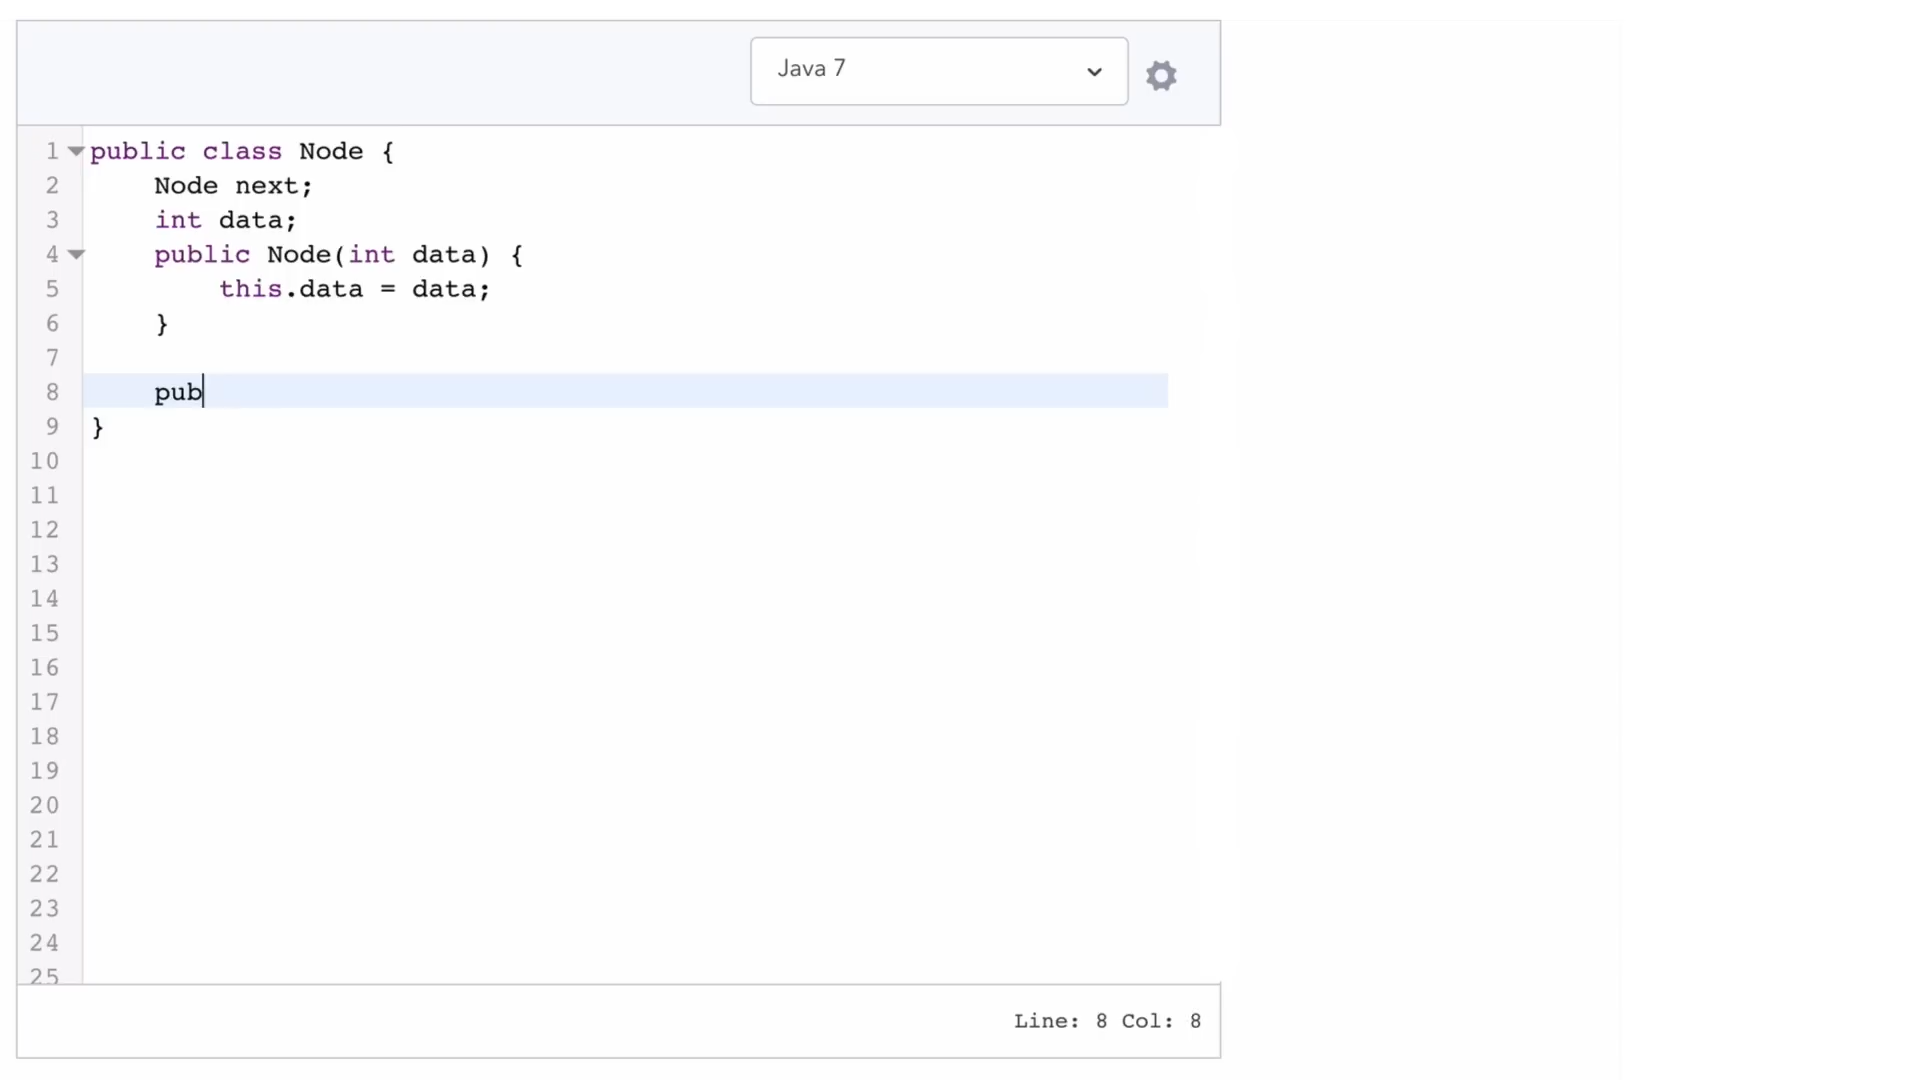 Java 7
1 public class Node {
2 Node next;
3 int data;
4 public Node(int data) {
5 this.data = data;
6 }
7
8 pub
9 }
10
11
12
13
14
15
16
17
18
19
20
21
22
23
24
25
Line: 8 Col: 8